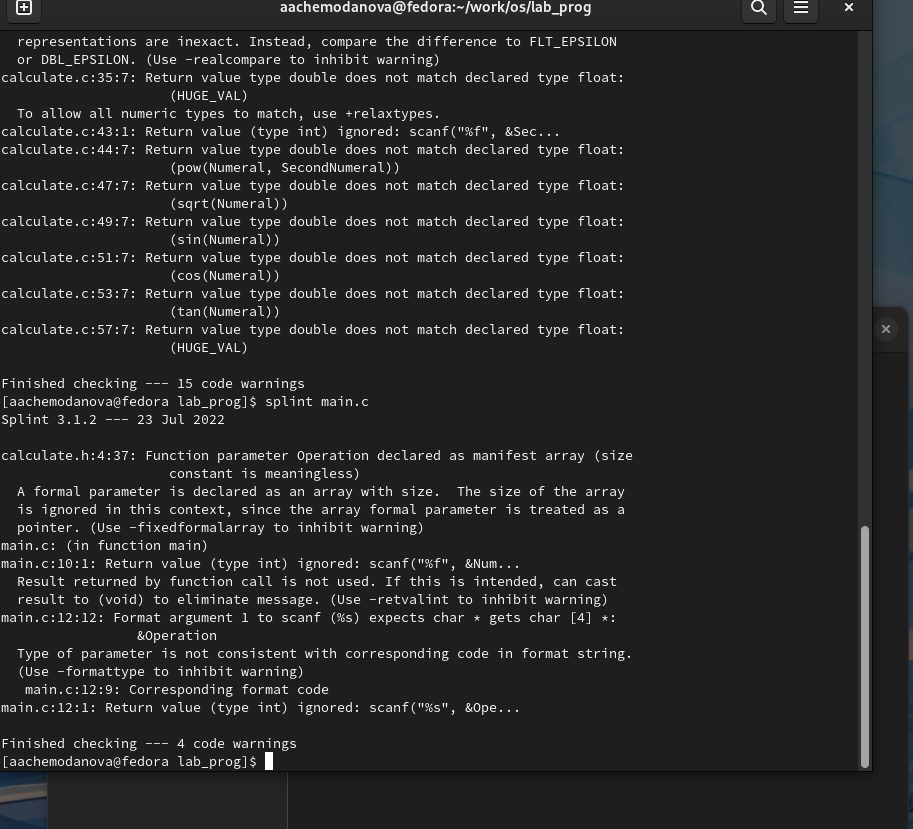 aachemodanova@fedora:~/work/os/lab_prog
representations are inexact. Instead, compare the difference to FLT_EPSILON
or DBL_EPSILON. (Use -realcompare to inhibit warning)
calculate.c:35:7: Return value type double does not match declared type float:
(HUGE_VAL)
To allow all numeric types to match, use +relaxtypes.
calculate.c:43:1: Return value (type int) ignored: scanf("%f", &Sec...
calculate.c:44:7: Return value type double does not match declared type float:
(pow(Numeral, SecondNumeral))
calculate.c:47:7: Return value type double does not match declared type float:
(sqrt(Numeral))
calculate.c:49:7: Return value type double does not match declared type float:
(sin(Numeral))
calculate.c:51:7: Return value type double does not match declared type float:
(cos(Numeral))
calculate.c:53:7: Return value type double does not match declared type float:
(tan(Numeral))
calculate.c:57:7: Return value type double does not match declared type float:
(HUGE_VAL)
Finished checking --- 15 code warnings
[aachemodanova@fedora lab_prog]$ splint main.c
Splint 3.1.2 --- 23 Jul 2022
calculate.h:4:37: Function parameter Operation declared as manifest array (size
constant is meaningless)
A formal parameter is declared as an array with size.  The size of the array
is ignored in this context, since the array formal parameter is treated as a
pointer. (Use -fixedformalarray to inhibit warning)
main.c: (in function main)
main.c:10:1: Return value (type int) ignored: scanf("%f", &Num...
Result returned by function call is not used. If this is intended, can cast
result to (void) to eliminate message. (Use -retvalint to inhibit warning)
main.c:12:12: Format argument 1 to scanf (%s) expects char * gets char [4] *:
&Operation
Type of parameter is not consistent with corresponding code in format string.
(Use -formattype to inhibit warning)
main.c:12:9: Corresponding format code
main.c:12:1: Return value (type int) ignored: scanf("%s", &Ope...
Finished checking --- 4 code warnings
[aachemodanova@fedora lab_prog]$